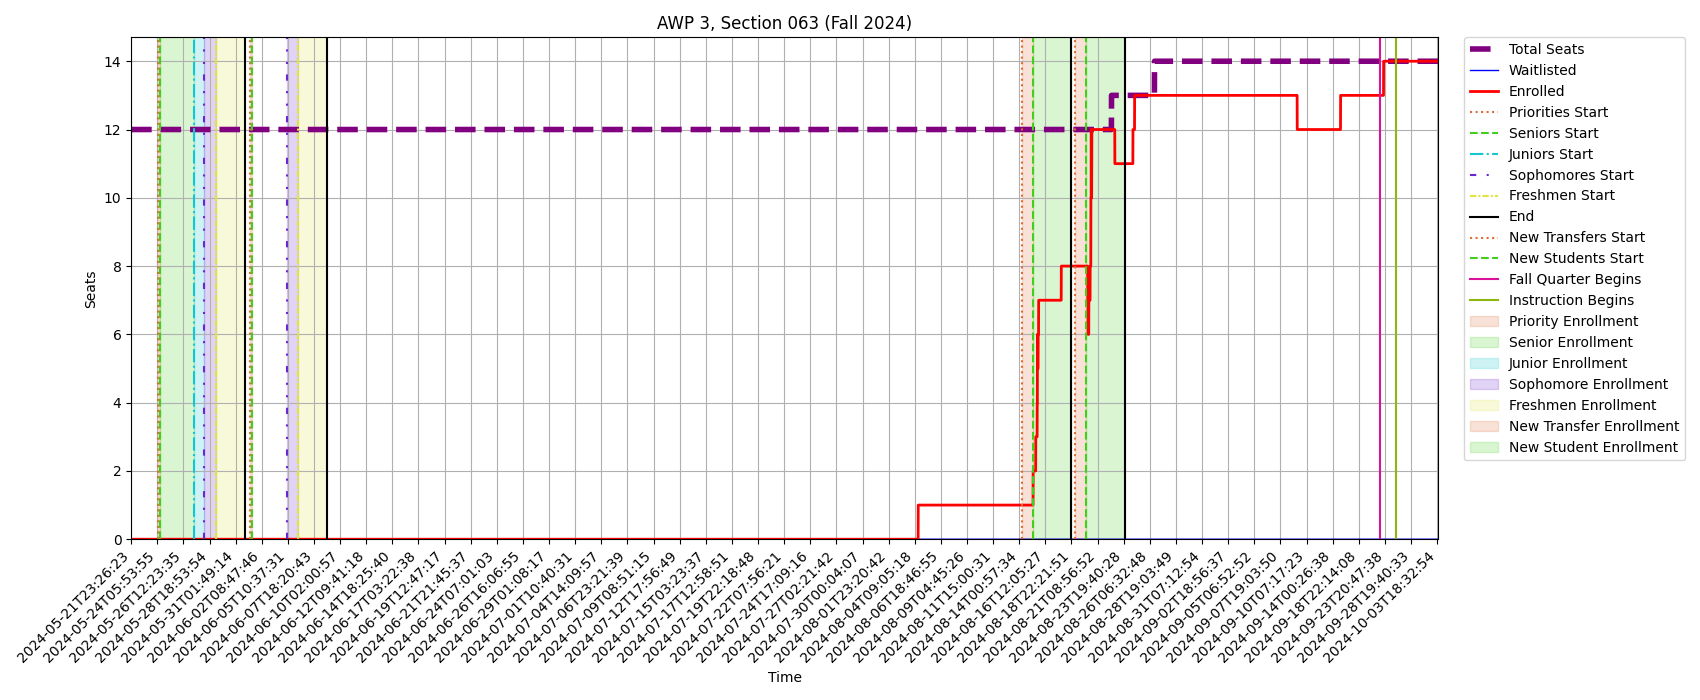 AWP 3, Section 063 (Fall 2024)
Seats
14
12
10
8
6
4
2
0
2024-05-21T23:26:23
2024-05-24T05:53:55
2024-05-26T12:23:35
2024-05-28T18:53:54
2024-05-31T01:49:14
2024-06-02T08:47:46
2024-06-05T10:37:31
2024-06-07T18:20:43
2024-06-10T02:00:57
2024-06-12T09:41:18
2024-06-14T18:25:40
2024-06-17T03:22:38
2024-06-19T12:47:17
2024-06-21T21:45:37
2024-06-24T07:01:03
2024-06-26T16:06:55
2024-06-29T01:08:17
2024-07-01T10:40:31
2024-07-04T14:09:57
2024-07-06T23:21:39
2024-07-09T08:51:15
2024-07-12T17:56:49
2024-07-15T03:23:37
2024-07-17T12:58:51
2024-07-19T22:18:48
2024-07-22T07:56:21
2024-07-24T17:09:16
2024-07-27T02:21:42
2024-07-30T00:04:07
2024-08-01T23:20:42
2024-08-04T09:05:18
2024-08-06T18:46:55
2024-08-09T04:45:26
2024-08-11T15:00:31
2024-08-14T00:57:34
2024-08-16T12:05:27
2024-08-18T22:21:51
2024-08-21T08:56:52
2024-08-23T19:40:28
2024-08-26T06:32:48
2024-08-28T19:03:49
2024-08-31T07:12:54
2024-09-02T18:56:37
2024-09-05T06:52:52
2024-09-07T19:03:50
2024-09-10T07:17:23
2024-09-14T00:26:38
2024-09-18T22:14:08
2024-09-23T20:47:38
2024-09-28T19:40:33
2024-10-03T18:32:54
Time
Total Seats
Waitlisted
Enrolled
Priorities Start
Seniors Start
Juniors Start
Sophomores Start
Freshmen Start
End
New Transfers Start
New Students Start
Fall Quarter Begins
Instruction Begins
Priority Enrollment
Senior Enrollment
Junior Enrollment
Sophomore Enrollment
Freshmen Enrollment
New Transfer Enrollment
New Student Enrollment